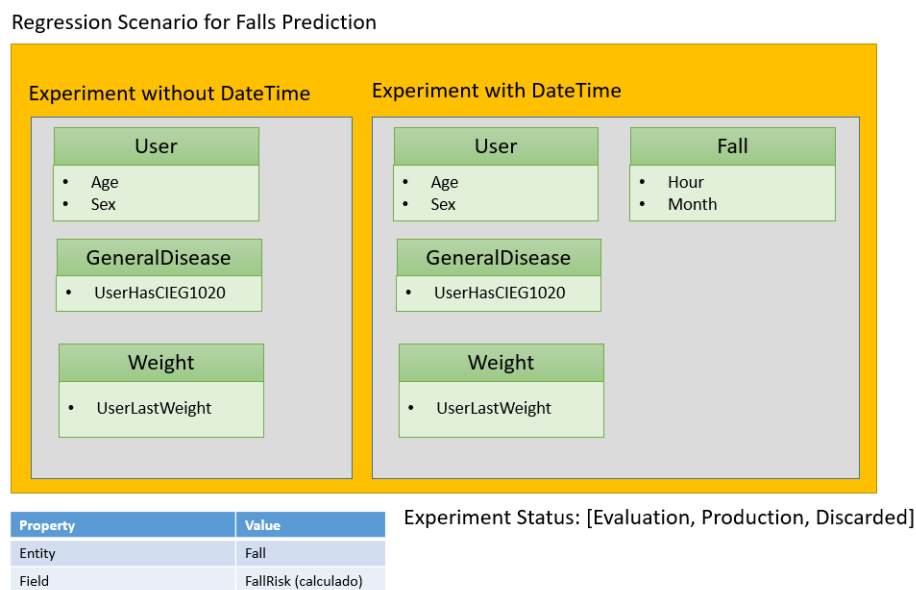 Regression Scenario for Falls Prediction
Experiment without DateTime
User
• Age
• Sex
GeneralDisease
• UserHasCIEG1020
Weight
• UserLastWeight
Experiment with DateTime
User
• Age
• Sex
Fall
• Hour
• Month
GeneralDisease
• UserHasCIEG1020
Weight
• UserLastWeight
Property Value
Entity Fall
Field FallRisk (calculado)
Experiment Status: [Evaluation, Production, Discarded]